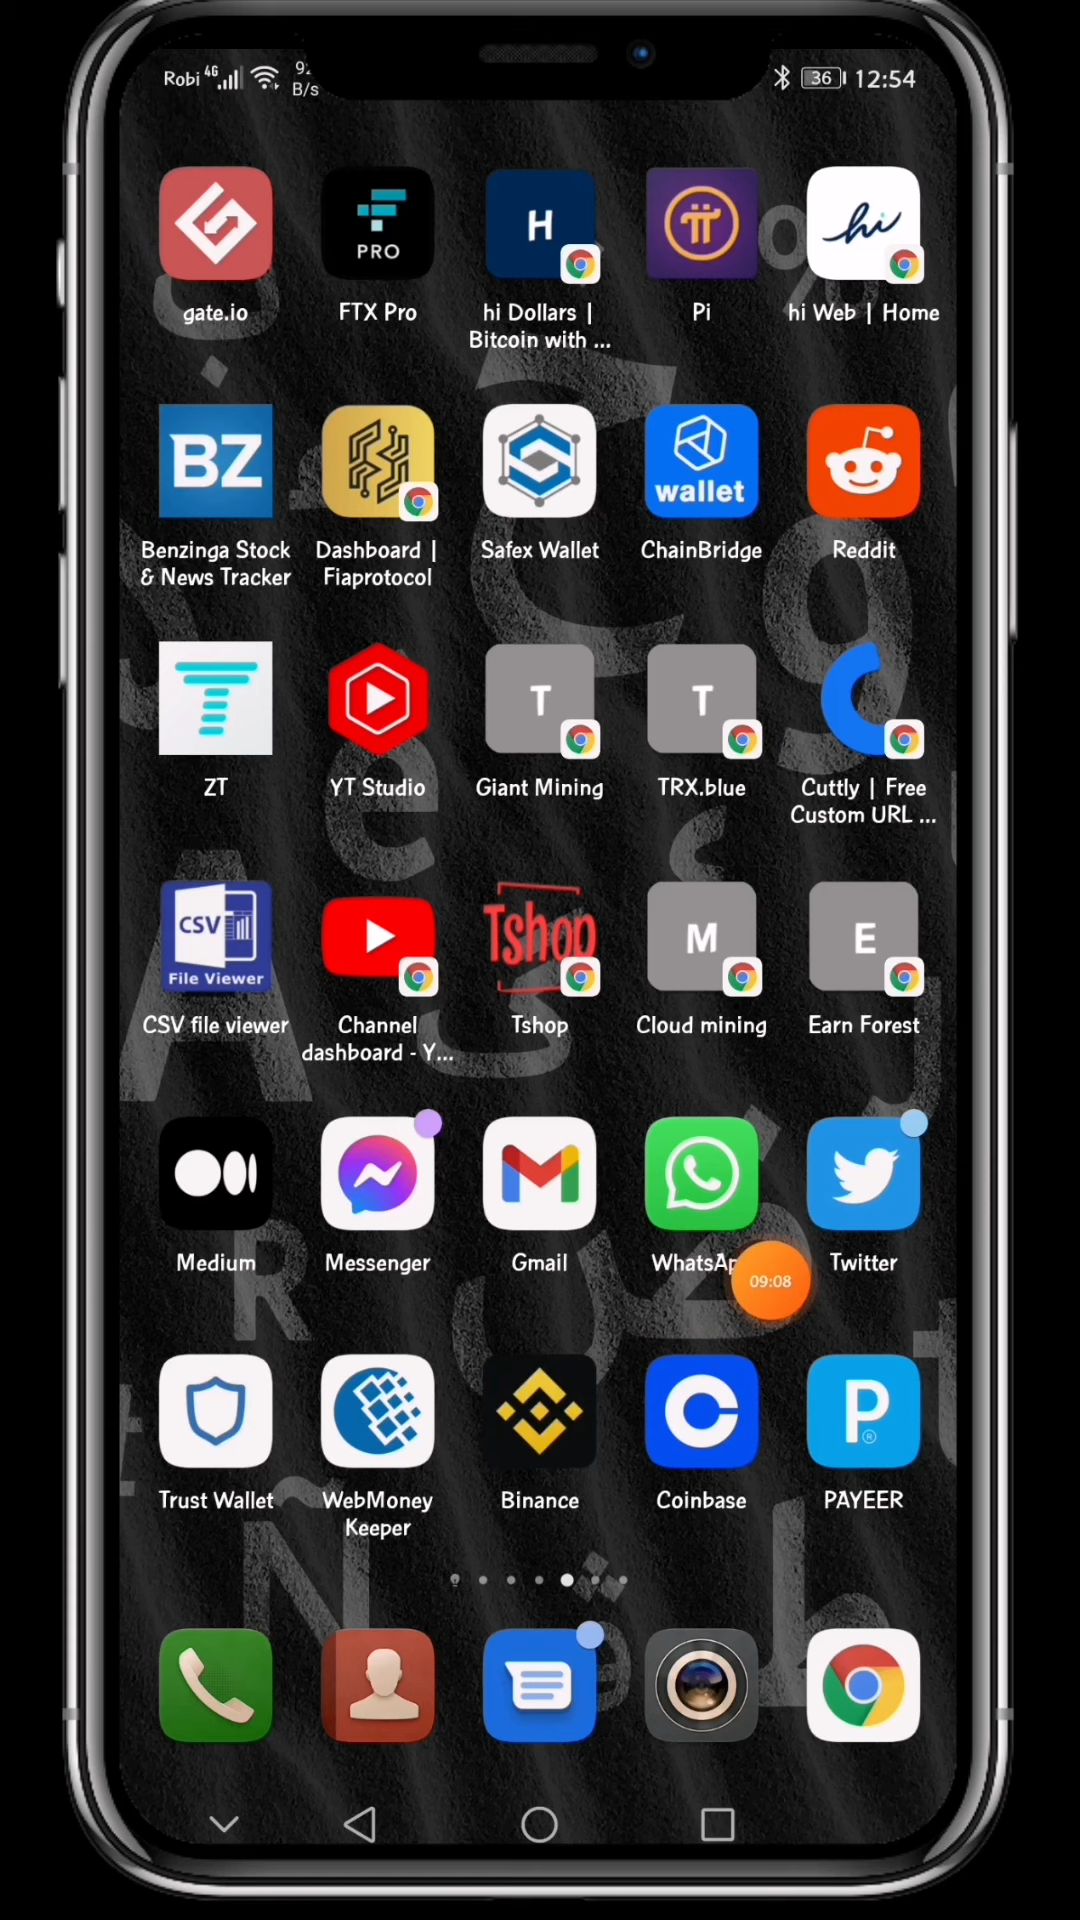 Robi 4G
B/s
36
12:54
PRO
H
hi
gate.io
FTX Pro
hi Dollars |
Bitcoin with ...
Pi
hi Web | Home
BZ
wallet
Benzinga Stock
& News Tracker
Dashboard |
Fiaprotocol
Safex Wallet
ChainBridge
Reddit
T
T
ZT
YT Studio
Giant Mining
TRX.blue
Cuttly | Free
Custom URL ...
CSV
File Viewer
Tshop
M
E
CSV file viewer
Channel
dashboard - Y...
Tshop
Cloud mining
Earn Forest
Medium
Messenger
Gmail
WhatsAp
09:08
Twitter
P
Trust Wallet
WebMoney
Keeper
Binance
Coinbase
PAYEER